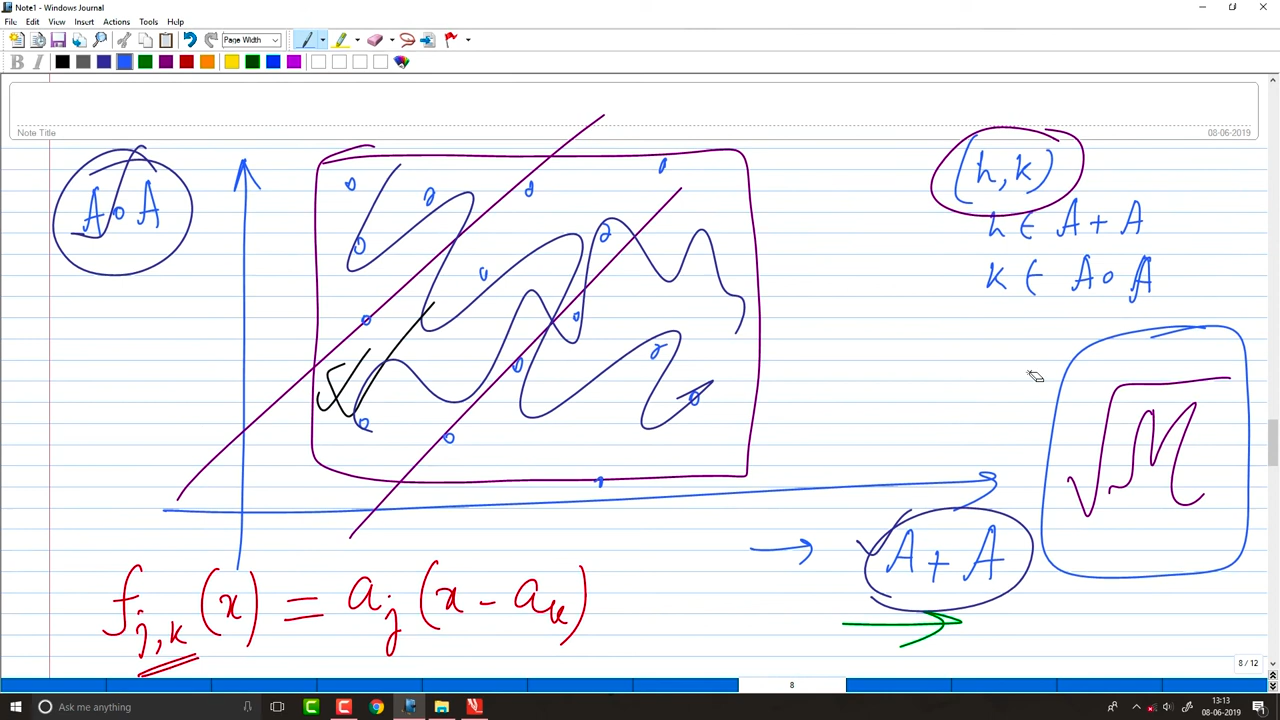 Note1 - Windows Journal
File Edit View Insert Actions Tools Help
Page Width
B I
Note Title
08-06-2019
A ∘ A
(h, k)
h ∈ A + A
k ∈ A ∘ A
√M
→ A + A
f_{j,k}(x) = a_j (x - a_k)
8 / 12
8
Ask me anything
13:13
08-06-2019